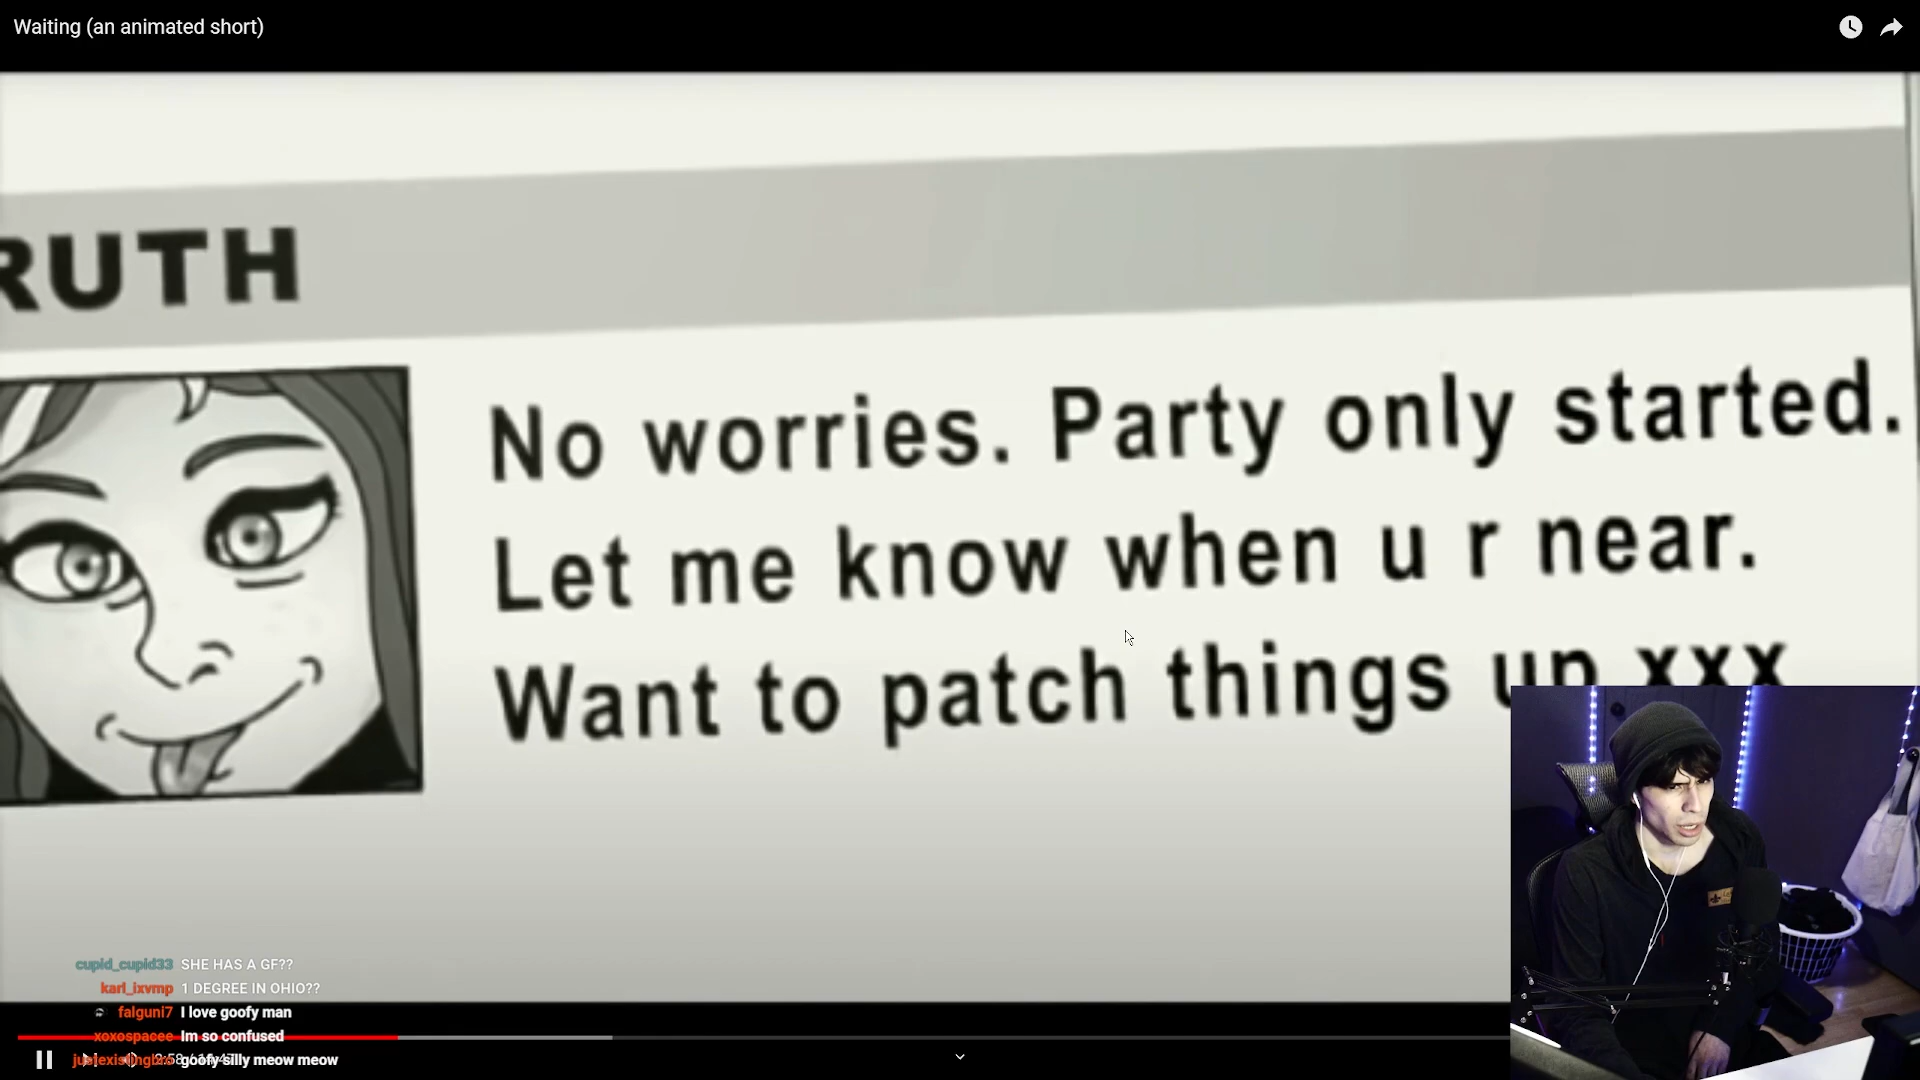 Waiting (an animated short)
RUTH
No worries. Party only started.
Let me know when u r near.
Want to patch things up xxx
cupid_cupid33 SHE HAS A GF??
karl_ixvmp 1 DEGREE IN OHIO??
falguni7 I love goofy man
xoxospacee Im so confused
goofy silly meow meow